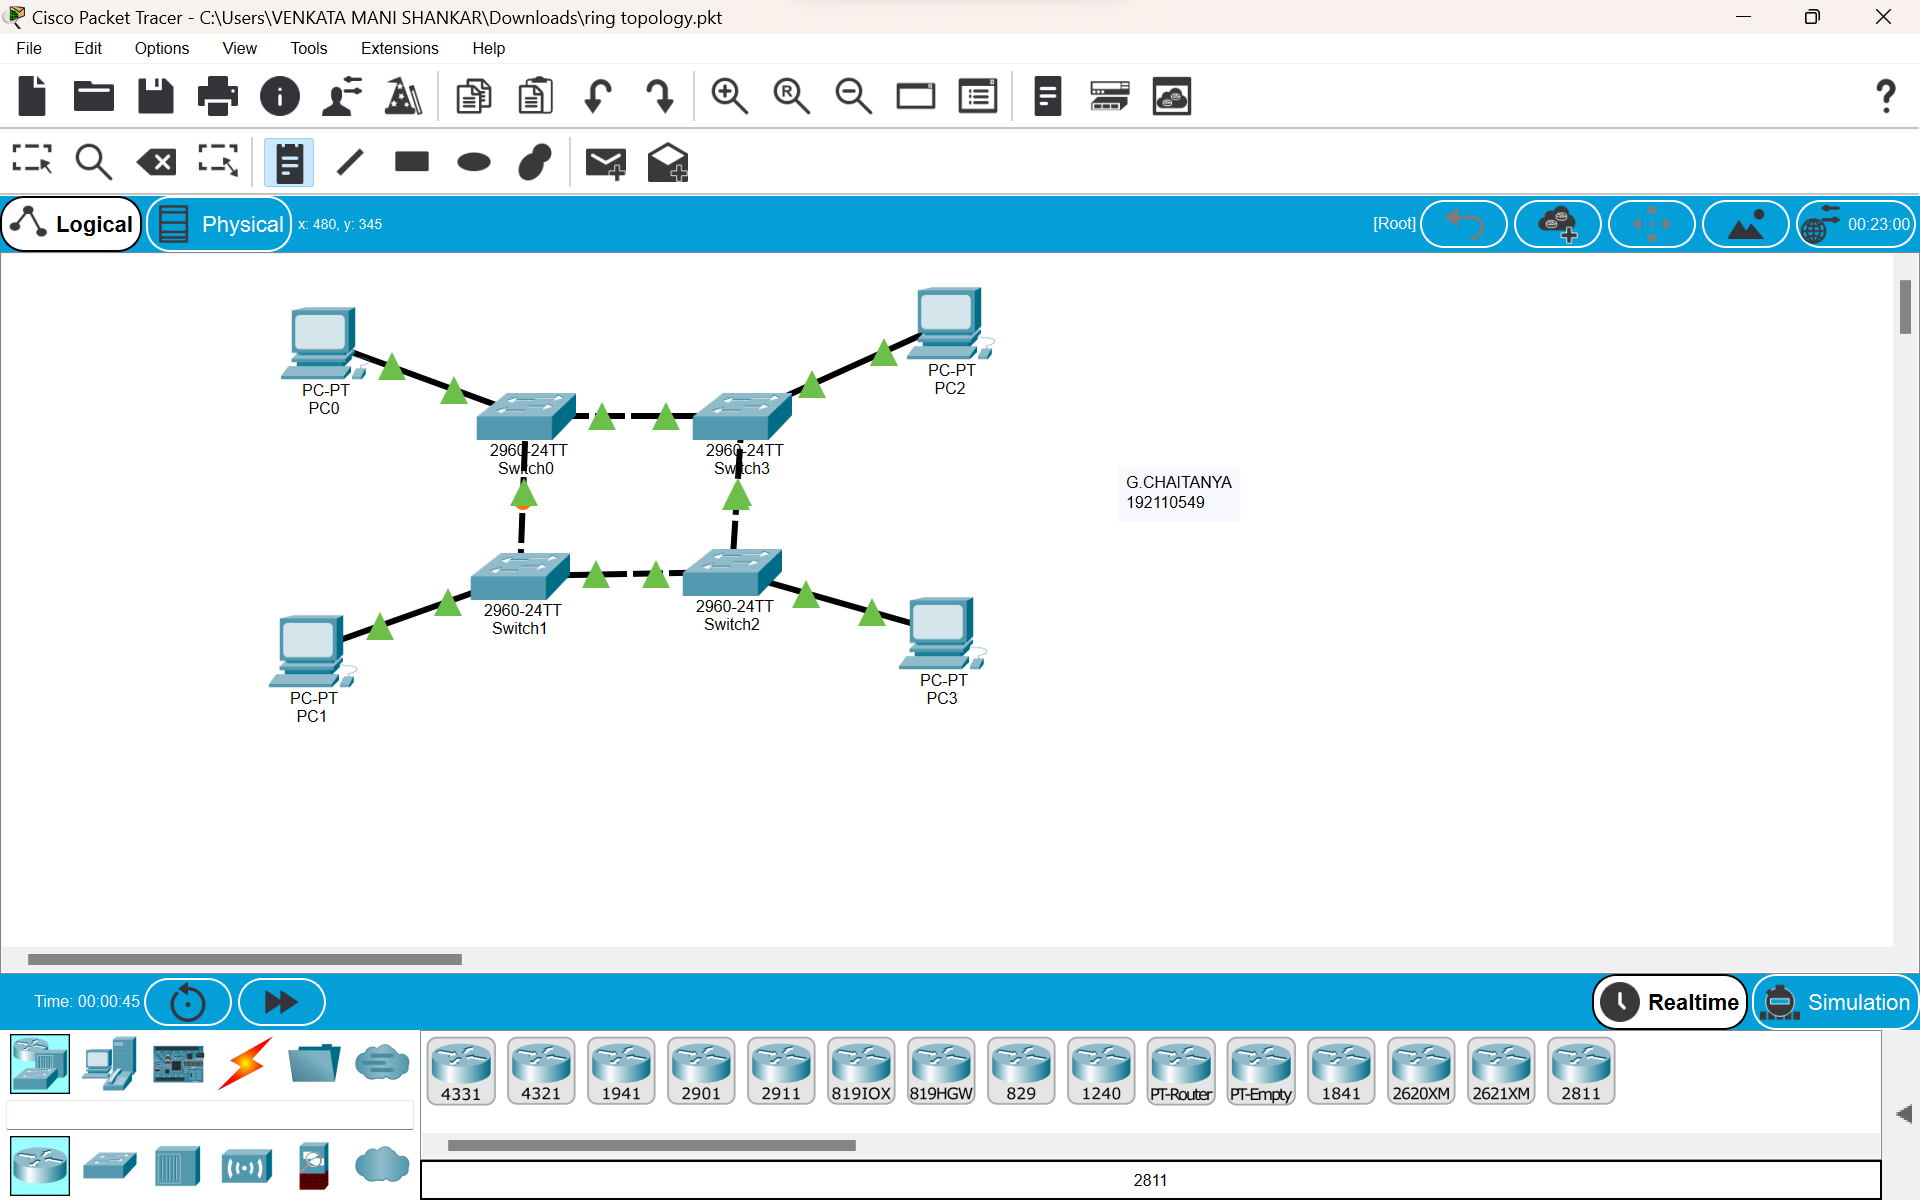 Cisco Packet Tracer - C:\Users\VENKATA MANI SHANKAR\Downloads\ring topology.pkt
File Edit Options View Tools Extensions Help
Logical Physical x: 480, y: 345 [Root] 00:23:00
PC-PT
PC0
PC-PT
PC2
2960-24TT
Switch0
2960-24TT
Switch3
G.CHAITANYA
192110549
2960-24TT
Switch1
2960-24TT
Switch2
PC-PT
PC1
PC-PT
PC3
Time: 00:00:45 Realtime Simulation
4331 4321 1941 2901 2911 819IOX 819HGW 829 1240 PT-Router PT-Empty 1841 2620XM 2621XM 2811
2811